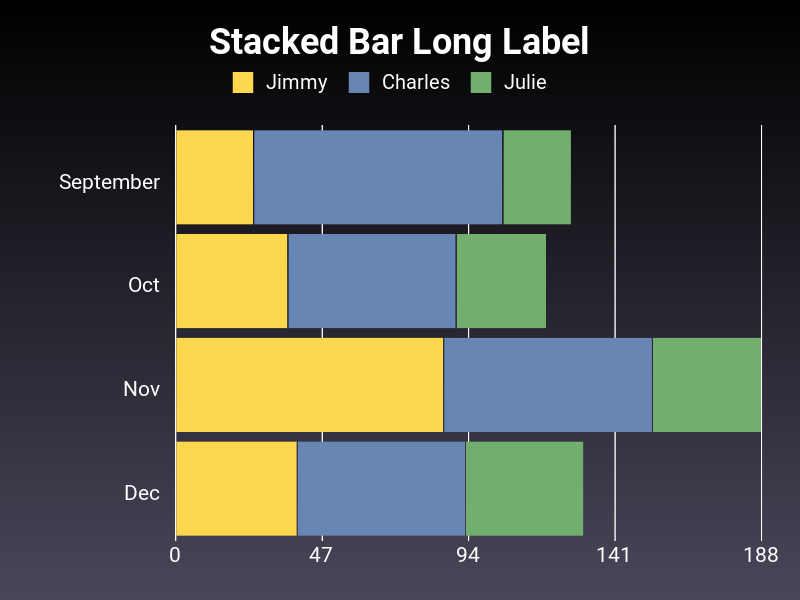 Stacked Bar Long Label
Jimmy Charles Julie
September
Oct
Nov
Dec
0 47 94 141 188